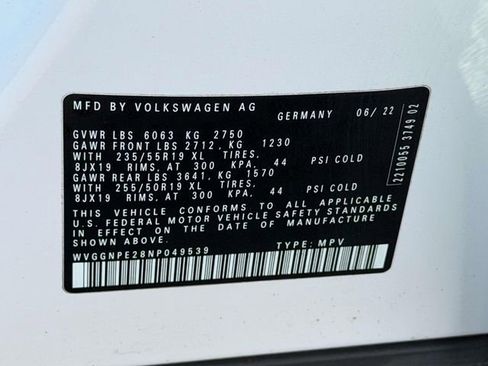 MFD BY VOLKSWAGEN AG GERMANY 06/22
GVWR LBS 6063 KG 2750
GAWR FRONT LBS 2712, KG 1230
WITH 235/55R19 XL TIRES,
8JX19 RIMS, AT 300 KPA, 44 PSI COLD
GAWR REAR LBS 3641, KG 1570
WITH 255/50R19 XL TIRES,
8JX19 RIMS, AT 300 KPA, 44 PSI COLD
THIS VEHICLE CONFORMS TO ALL APPLICABLE
U.S. FEDERAL MOTOR VEHICLE SAFETY STANDARDS
IN EFFECT ON THE DATE OF MANUFACTURE
SHOWN ABOVE.
WVGGNPE28NP049539 TYPE: MPV
2210055 3749 02